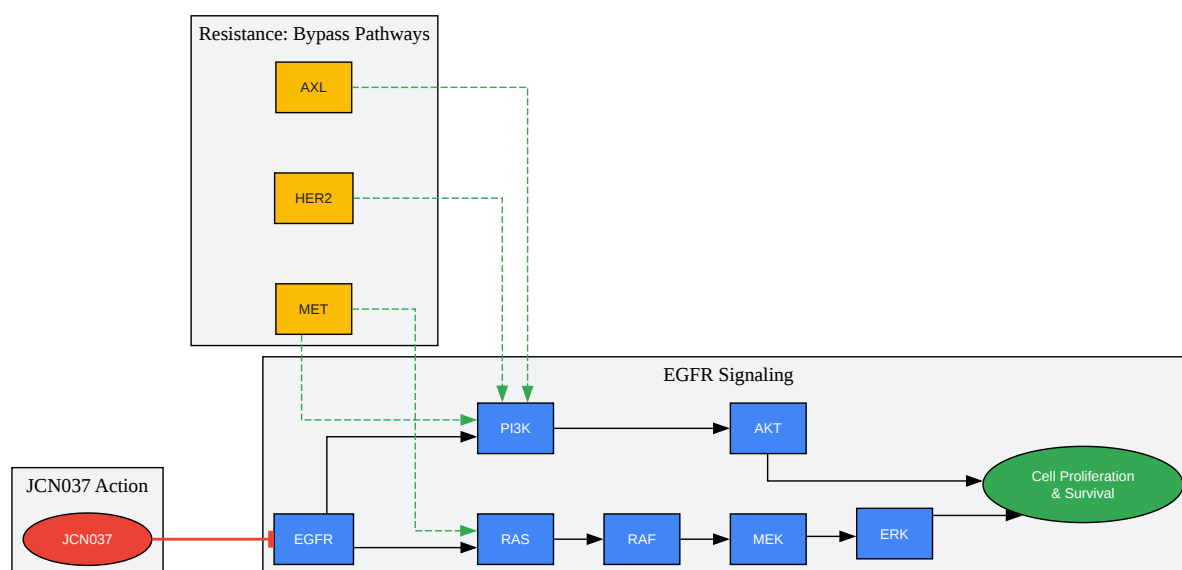 Resistance: Bypass Pathways
AXL
HER2
MET
EGFR Signaling
PI3K
AKT
Cell Proliferation
& Survival
JCN037 Action
JCN037
EGFR
RAS
RAF
MEK
ERK